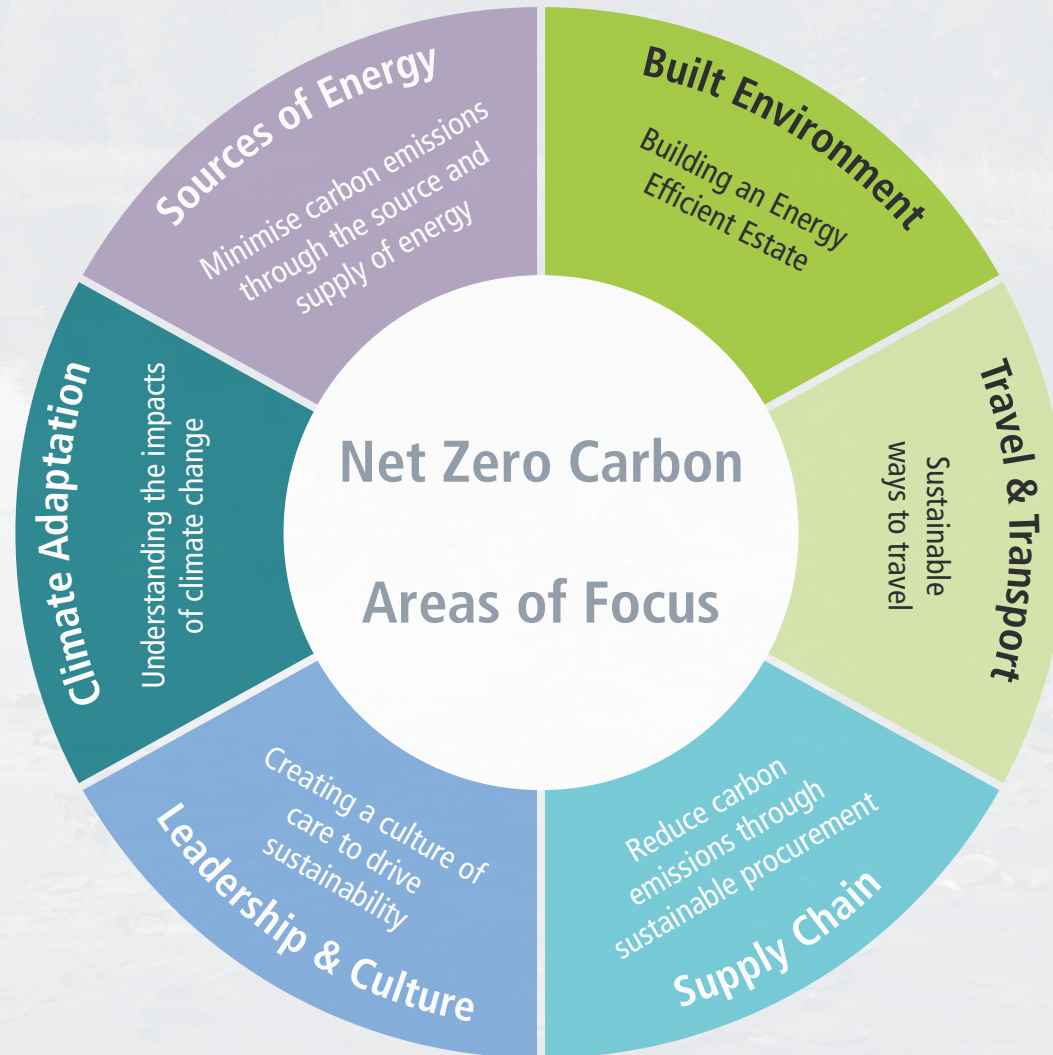 Net Zero Carbon
Areas of Focus
Built Environment
Building an Energy
Efficient Estate
Travel & Transport
Sustainable
ways to travel
Supply Chain
Reduce carbon
emissions through
sustainable procurement
Leadership & Culture
Creating a culture of
care to drive
sustainability
Climate Adaptation
Understanding the impacts
of climate change
Sources of Energy
Minimise carbon emissions
through the source and
supply of energy